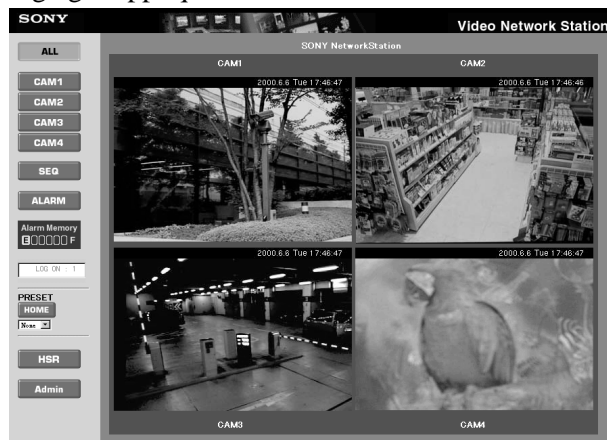 SONY
Video Network Station
ALL
SONY NetworkStation
CAM1
CAM2
2000.6.6 Tue 17:46:47
2000.6.6 Tue 17:46:46
CAM1
CAM2
CAM3
CAM4
SEQ
ALARM
Alarm Memory
E F
LOG ON : 1
2000.6.6 Tue 17:46:47
2000.6.6 Tue 17:46:47
PRESET
HOME
None
HSR
Admin
CAM3
CAM4